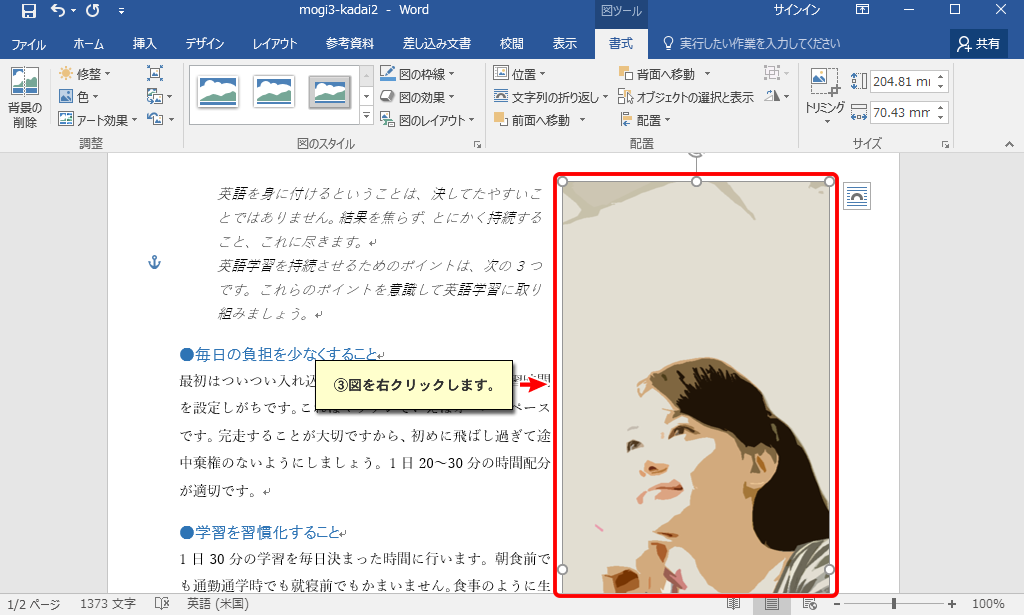 mogi3-kadai2 - Word
図ツール
サインイン
ファイル
ホーム
挿入
デザイン
レイアウト
参考資料
差し込み文書
校閲
表示
書式
実行したい作業を入力してください
共有
背景の
削除
修整
色
アート効果
調整
図のスタイル
図の枠線
図の効果
図のレイアウト
位置
文字列の折り返し
前面へ移動
背面へ移動
オブジェクトの選択と表示
配置
配置
トリミング
204.81 mm
70.43 mm
サイズ
英語を身に付けるということは、決してたやすいこ
とではありません。結果を焦らず、とにかく持続する
こと、これに尽きます。
英語学習を持続させるためのポイントは、次の 3 つ
です。これらのポイントを意識して英語学習に取り
組みましょう。
●毎日の負担を少なくすること
最初はついつい入れ込
③図を右クリックします。
を設定しがちです。
ペース
です。完走することが大切ですから、初めに飛ばし過ぎて途
中棄権のないようにしましょう。1 日 20～30 分の時間配分
が適切です。
●学習を習慣化すること
1 日 30 分の学習を毎日決まった時間に行います。朝食前で
も通勤通学時でも就寝前でもかまいません。食事のように生
1/2 ページ
1373 文字
英語 (米国)
100%